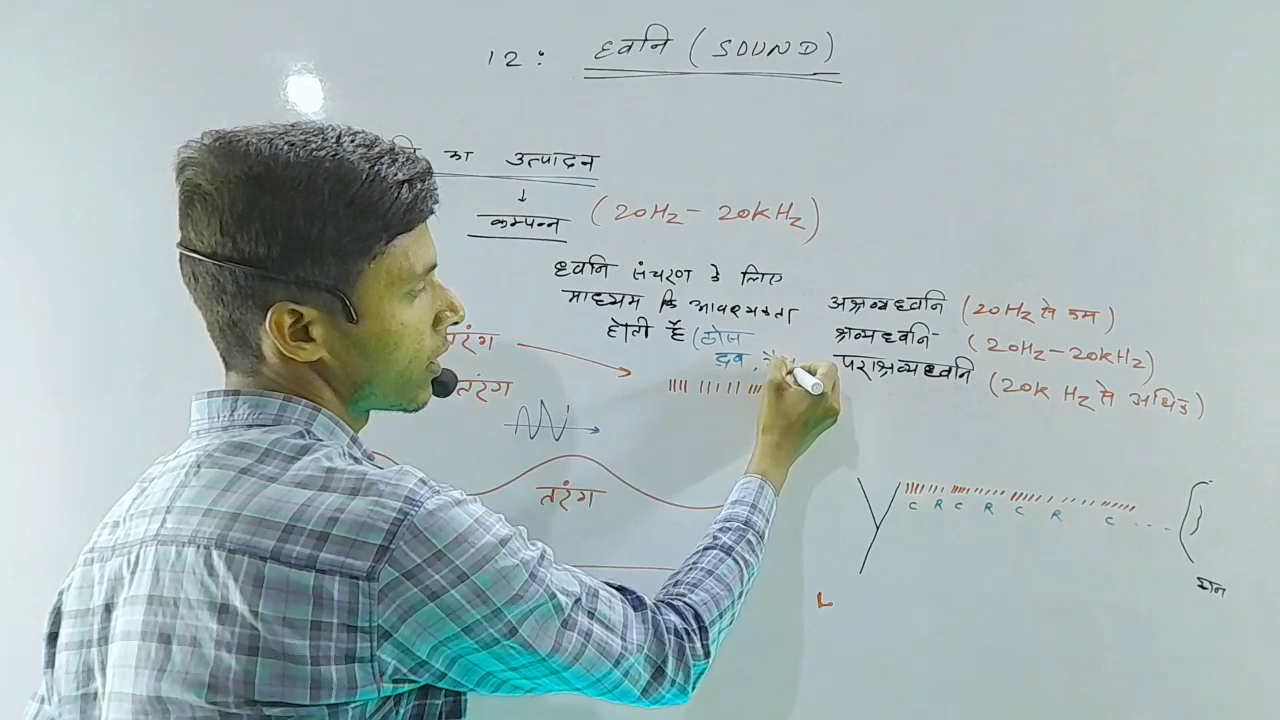 12: ध्वनि (SOUND)
का उत्पादन
↓
कम्पन्न (20Hz - 20kHz)
ध्वनि संचरण के लिए
माध्यम कि आवश्यकता
होती है (ठोस
द्रव,
अश्रव्यध्वनि (20Hz से कम)
श्रव्यध्वनि- (20Hz-20kHz)
पराश्रव्यध्वनि (20k Hz से अधिक)
तरंग
तरंग
तरंग
C R C R C R C
L